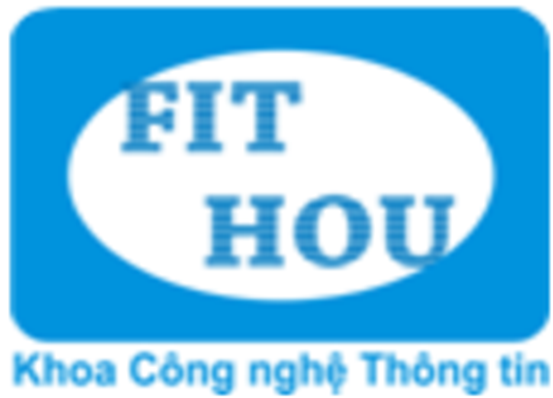 FIT
HOU
Khoa Công nghệ Thông tin